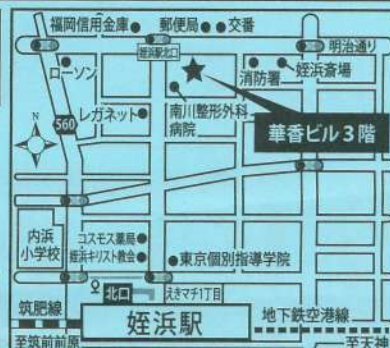 福岡信用金庫
郵便局
交番
姪浜駅北口
明治通り
ローソン
消防署
姪浜斎場
レガネット
南川整形外科
病院
N
560
華香ビル3階
内浜
小学校
コスモス薬局
姪浜キリスト教会
東京個別指導学院
北口
えきマチ1丁目
筑肥線
姪浜駅
地下鉄空港線
至筑前前原
至天神